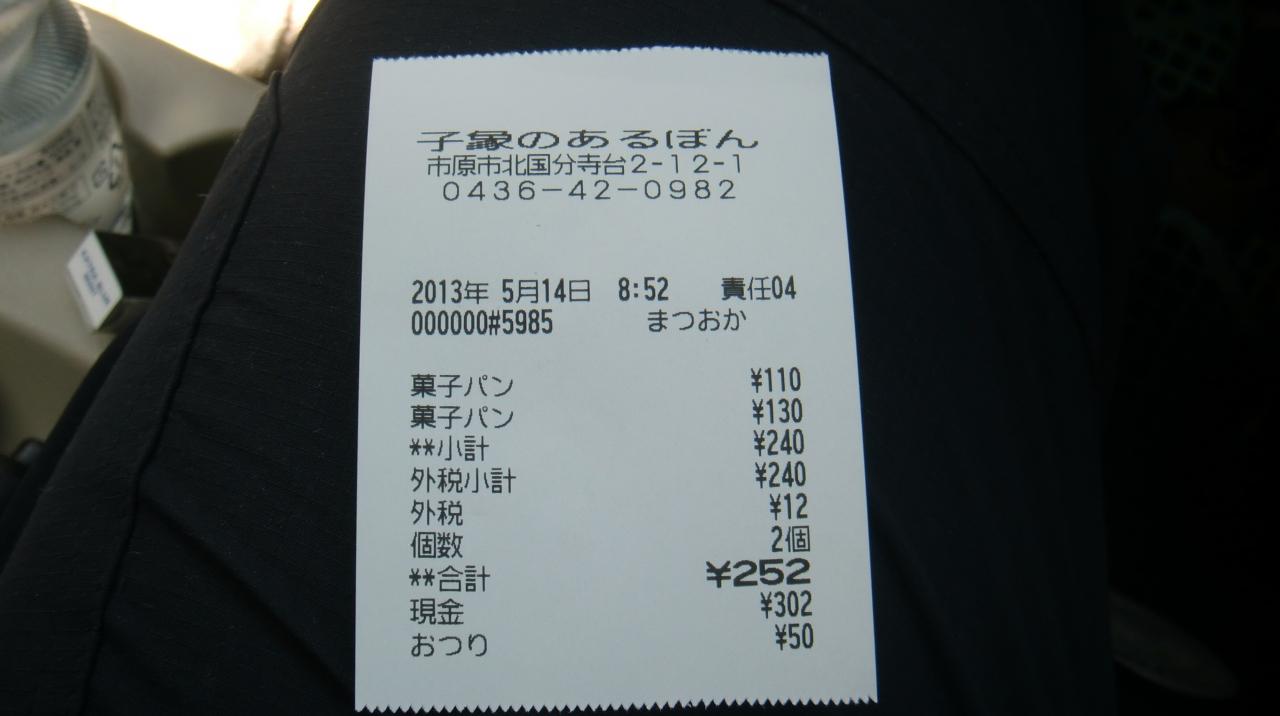 子象のあるぼん
市原市北国分寺台2-12-1
0436-42-0982
2013年 5月14日 8:52 責任04
000000#5985 まつおか
菓子パン ¥110
菓子パン ¥130
**小計 ¥240
外税小計 ¥240
外税 ¥12
個数 2個
**合計 ¥252
現金 ¥302
おつり ¥50